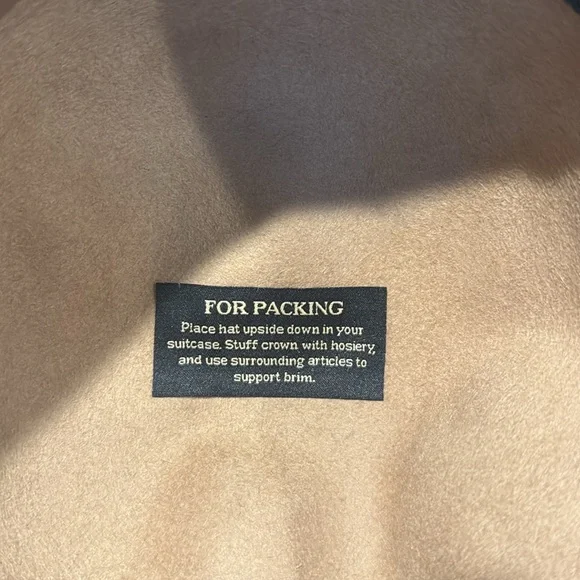 FOR PACKING
Place hat upside down in your
suitcase. Stuff crown with hosiery,
and use surrounding articles to
support brim.